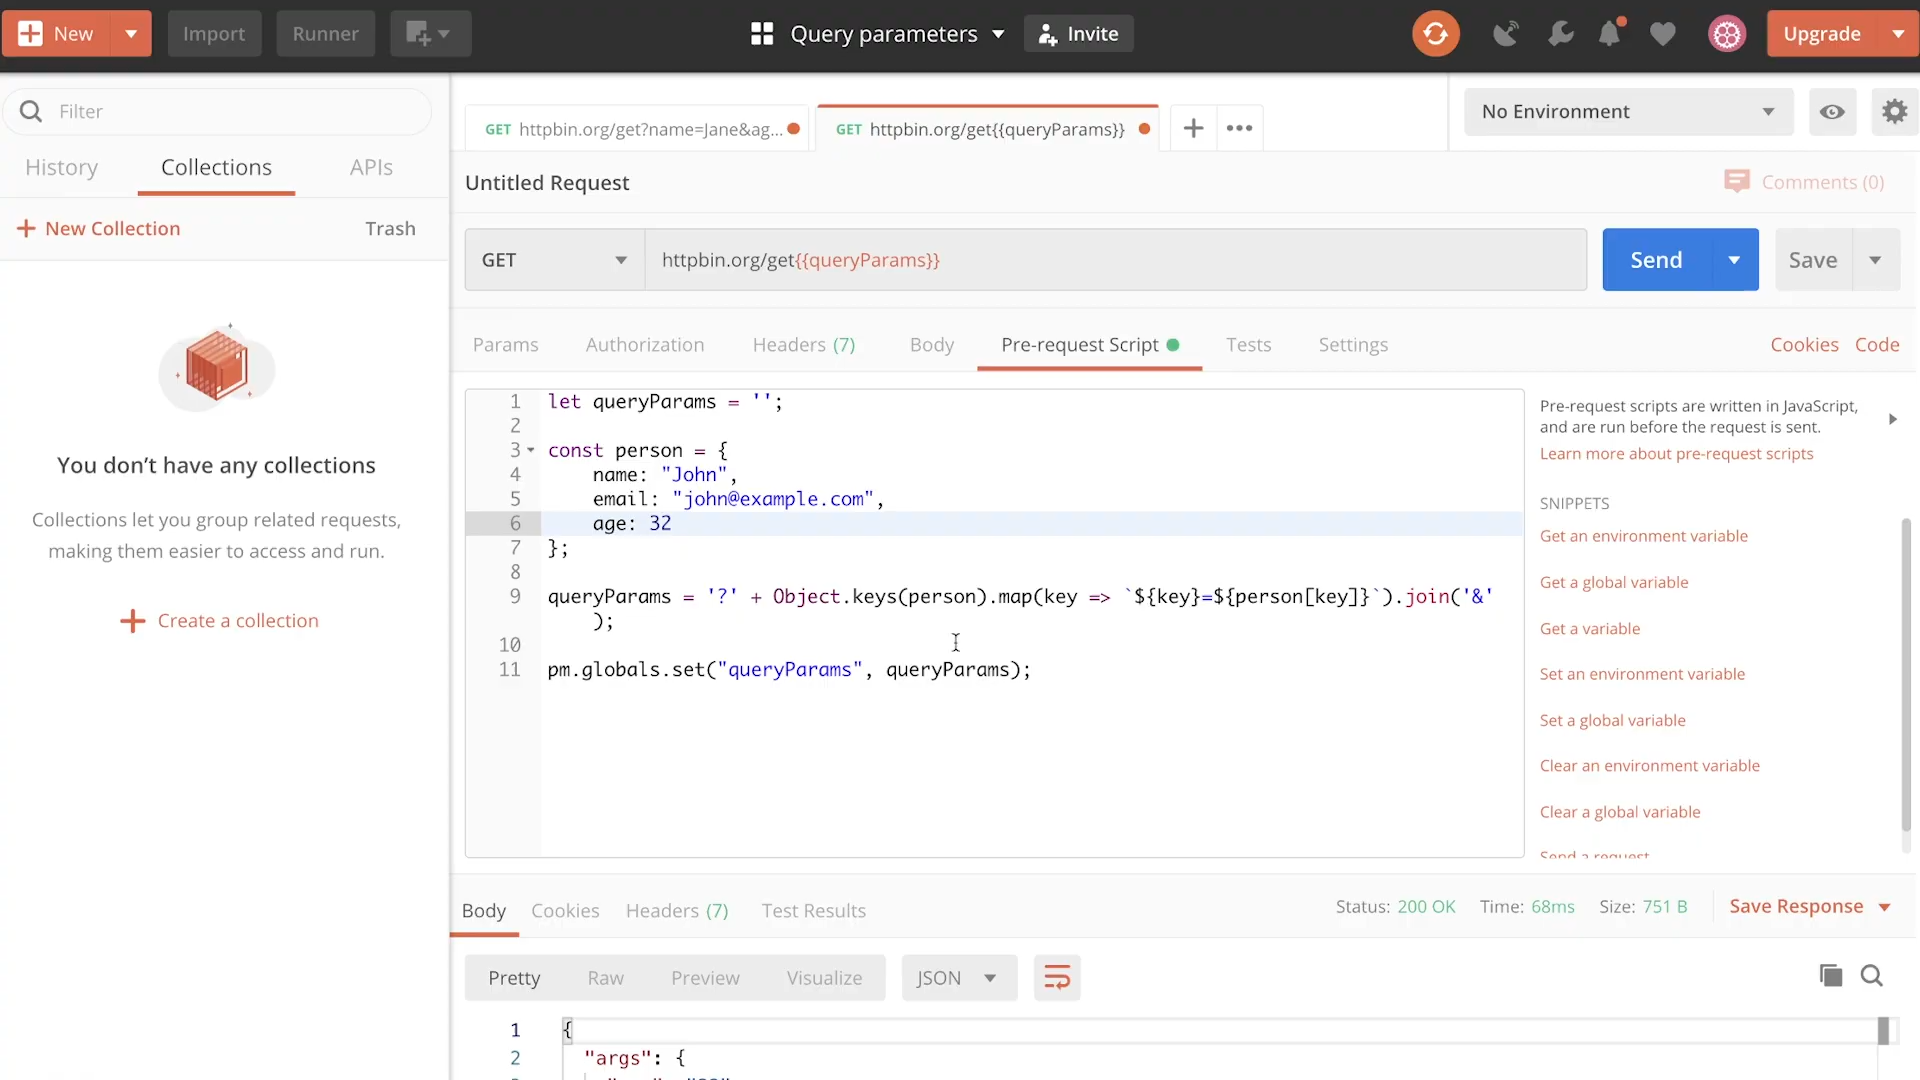 New
Import
Runner
Query parameters
Invite
Upgrade
Filter
History
Collections
APIs
New Collection
Trash
You don't have any collections
Collections let you group related requests,
making them easier to access and run.
Create a collection
GET httpbin.org/get?name=Jane&ag...
GET httpbin.org/get{{queryParams}}
No Environment
Untitled Request
Comments (0)
GET
httpbin.org/get{{queryParams}}
Send
Save
Params
Authorization
Headers (7)
Body
Pre-request Script
Tests
Settings
Cookies
Code
1 let queryParams = '';
2
3 const person = {
4 name: "John",
5 email: "john@example.com",
6 age: 32
7 };
8
9 queryParams = '?' + Object.keys(person).map(key => `${key}=${person[key]}`).join('&'
);
10
11 pm.globals.set("queryParams", queryParams);
Pre-request scripts are written in JavaScript,
and are run before the request is sent.
Learn more about pre-request scripts
SNIPPETS
Get an environment variable
Get a global variable
Get a variable
Set an environment variable
Set a global variable
Clear an environment variable
Clear a global variable
Send a request
Body
Cookies
Headers (7)
Test Results
Status: 200 OK
Time: 68ms
Size: 751 B
Save Response
Pretty
Raw
Preview
Visualize
JSON
1 {
2 "args": {